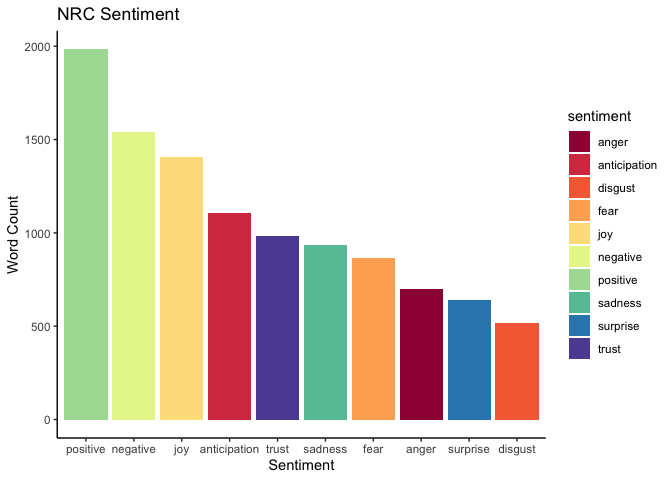 NRC Sentiment
2000
1500
1000
500
0
Word Count
positive negative joy anticipation trust sadness fear anger surprise disgust
Sentiment
sentiment
anger
anticipation
disgust
fear
joy
negative
positive
sadness
surprise
trust